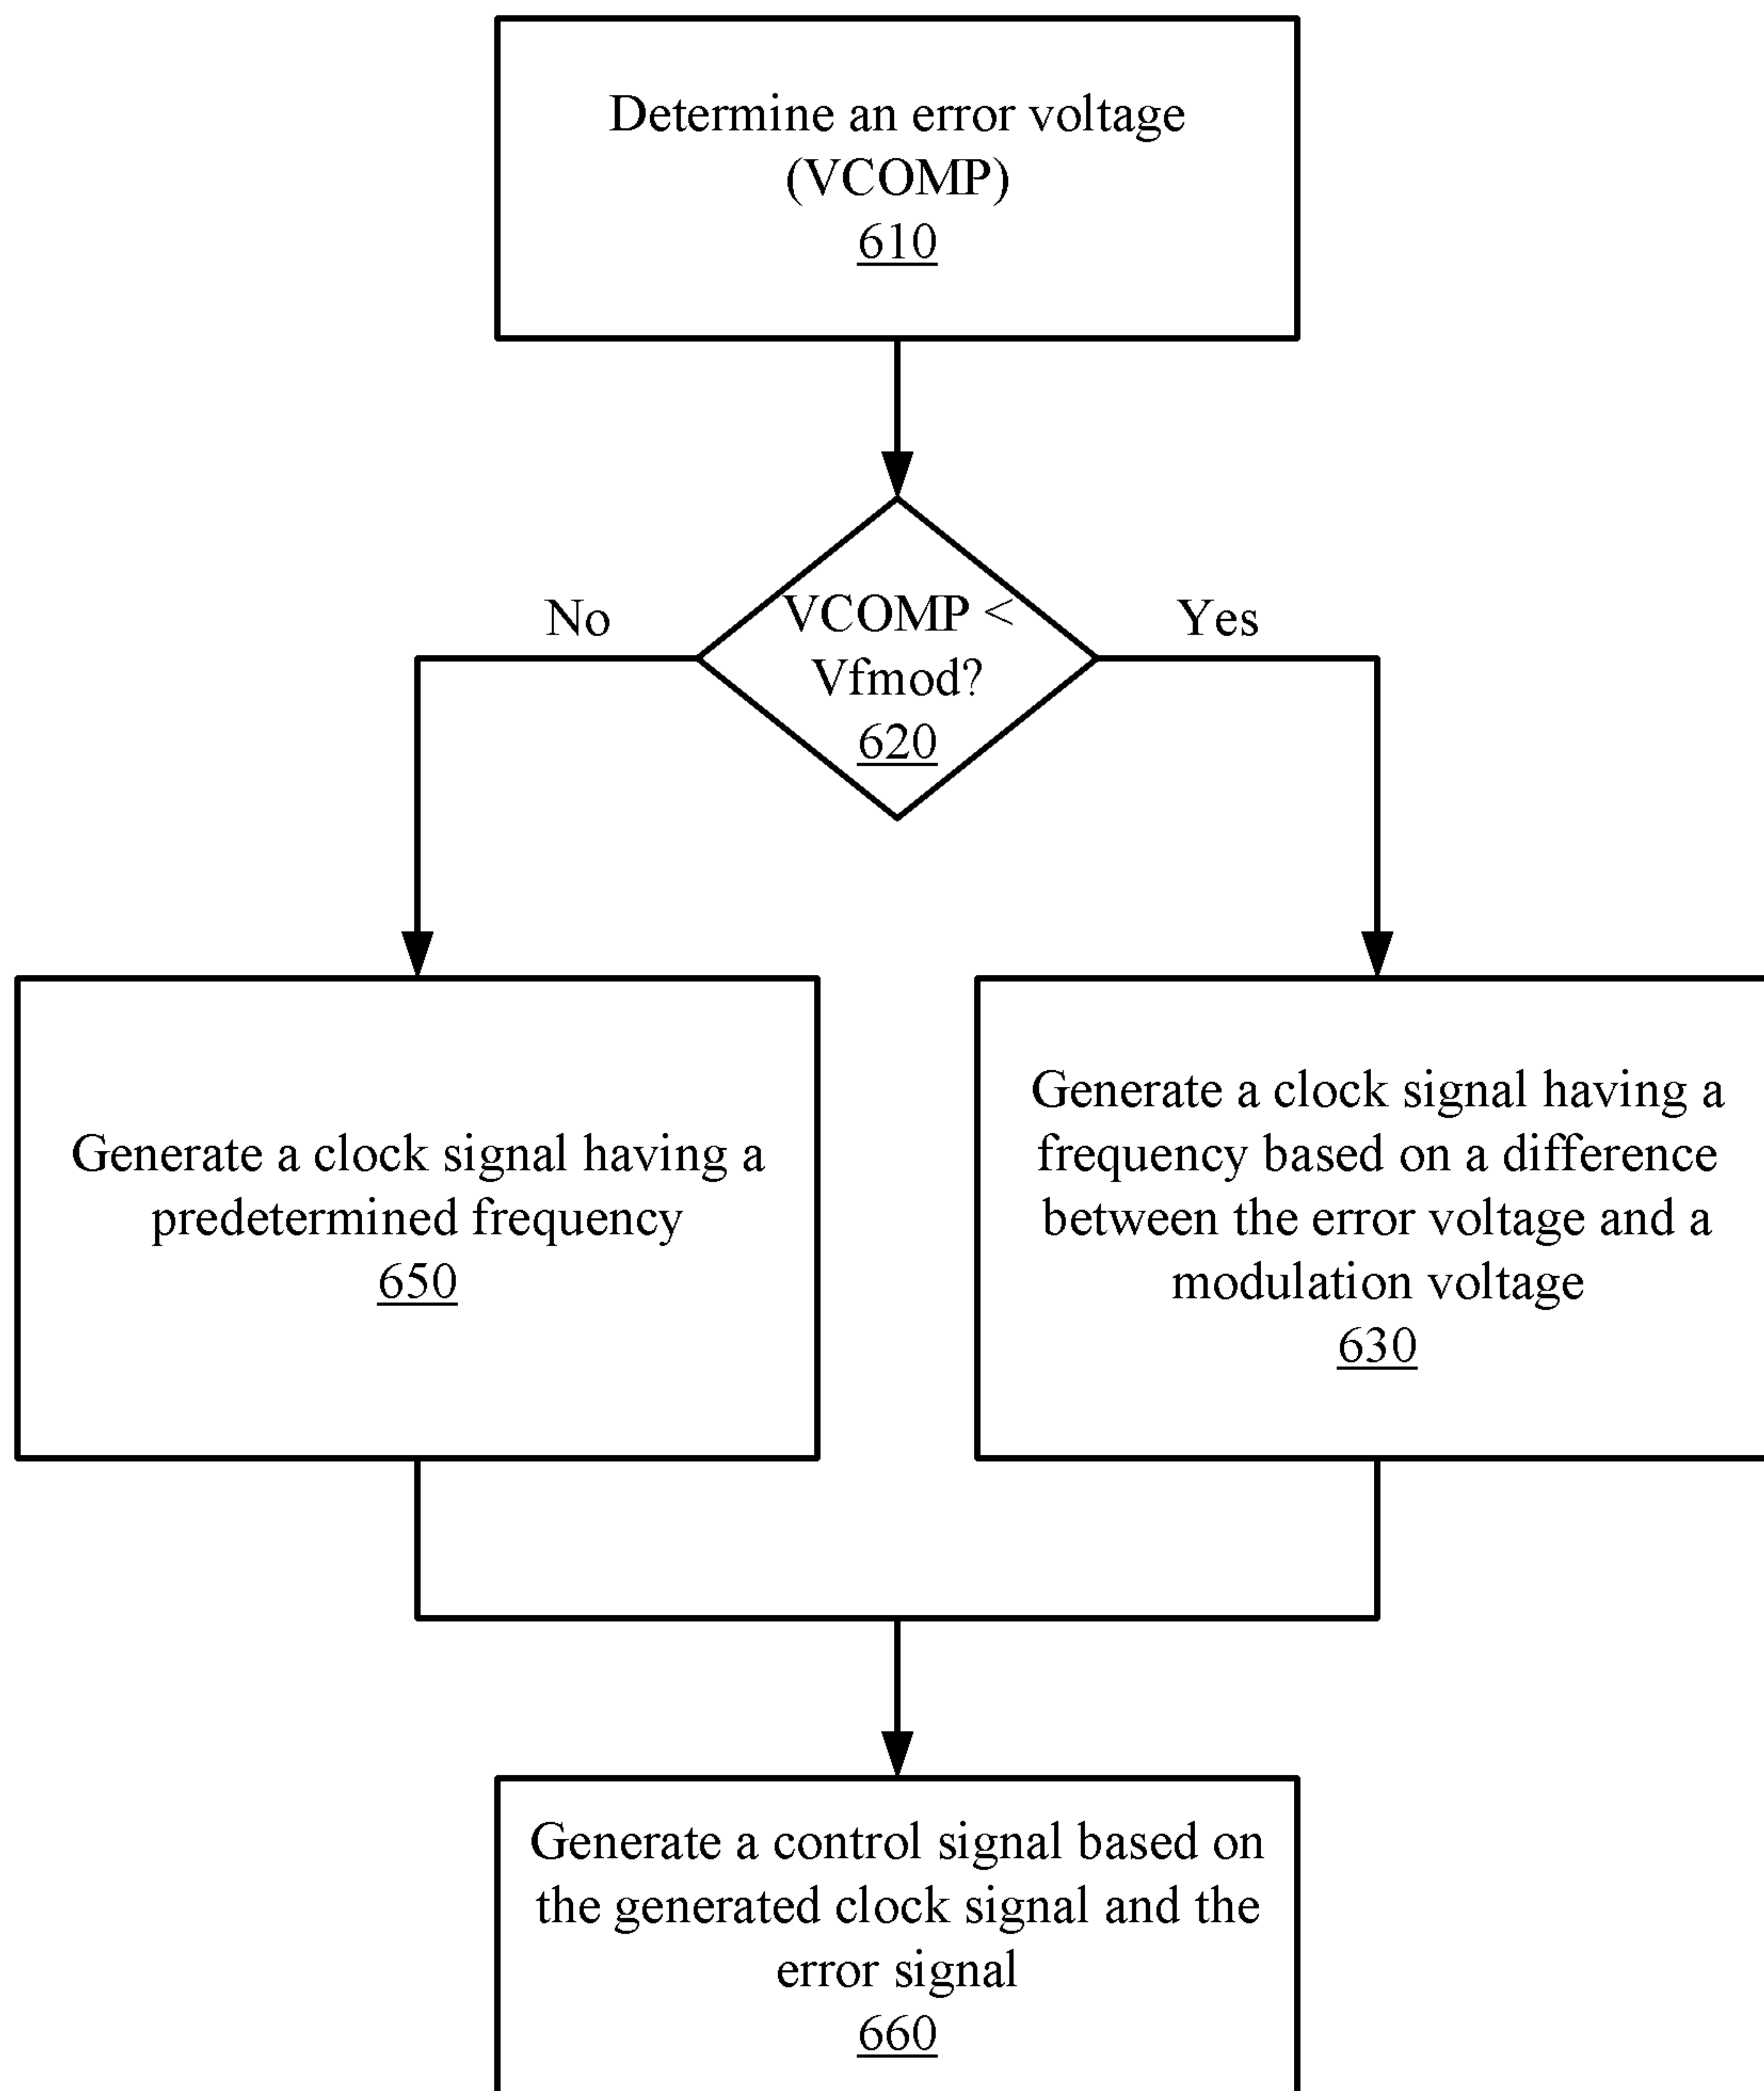 Determine an error voltage
(VCOMP)
610
No
VCOMP <
Vfmod?
620
Yes
Generate a clock signal having a
predetermined frequency
650
Generate a clock signal having a
frequency based on a difference
between the error voltage and a
modulation voltage
630
Generate a control signal based on
the generated clock signal and the
error signal
660